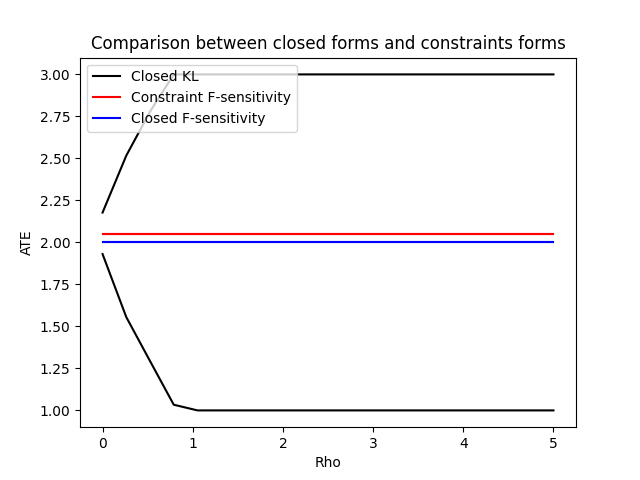 Comparison between closed forms and constraints forms
Closed KL
Constraint F-sensitivity
Closed F-sensitivity
3.00
2.75
2.50
2.25
2.00
1.75
1.50
1.25
1.00
ATE
0 1 2 3 4 5
Rho